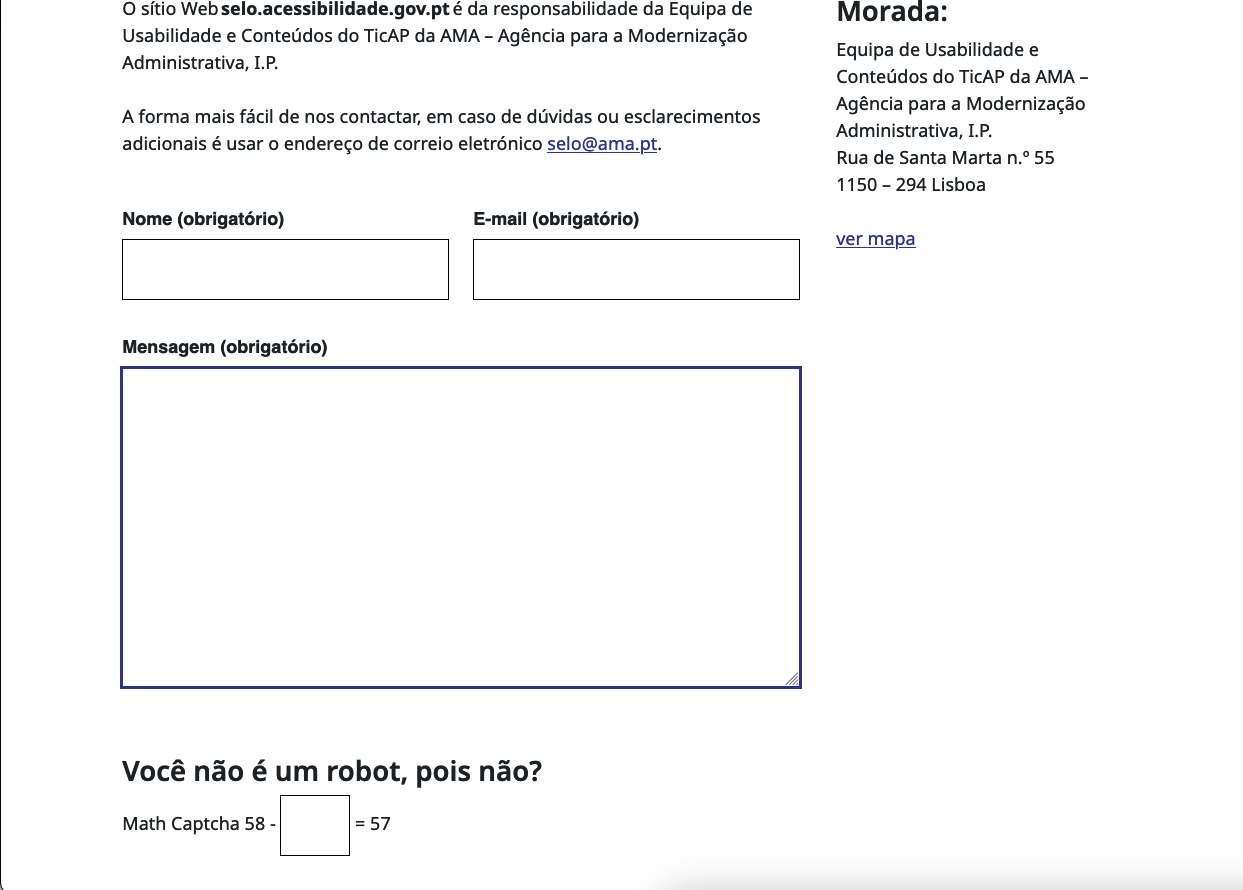 O sítio Web selo.acessibilidade.gov.pt é da responsabilidade da Equipa de
Usabilidade e Conteúdos do TicAP da AMA – Agência para a Modernização
Administrativa, I.P.
A forma mais fácil de nos contactar, em caso de dúvidas ou esclarecimentos
adicionais é usar o endereço de correio eletrónico selo@ama.pt.
Nome (obrigatório)
E-mail (obrigatório)
Mensagem (obrigatório)
Você não é um robot, pois não?
Math Captcha 58 - = 57
Morada:
Equipa de Usabilidade e
Conteúdos do TicAP da AMA –
Agência para a Modernização
Administrativa, I.P.
Rua de Santa Marta n.º 55
1150 – 294 Lisboa
ver mapa